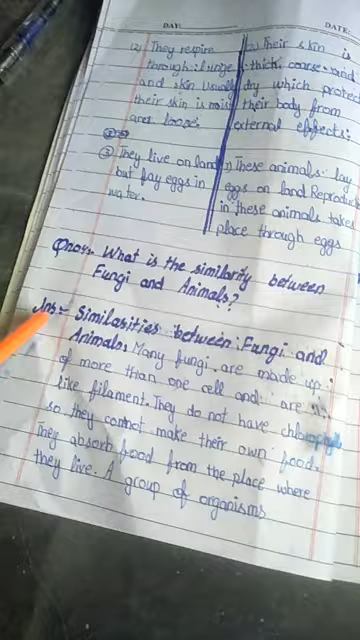 DAY:
DATE:
(2) They respire
through lungs
and skin usually
their skin is moist
and loose.
(2) Their skin is
thick, coarse and
dry which protect
their body from
external effects.
(3) They live on land
but lay eggs in
water.
These animals lay
eggs on land Reproduct
in these animals takes
place through eggs
Qno: What is the similarity between
Fungi and Animals?
Ans:- Similarities between Fungi and
Animals: Many fungi are made up
of more than one cell and are
like filament. They do not have chlorophyll
so they cannot make their own food.
They absorb food from the place where
they live. A group of organisms